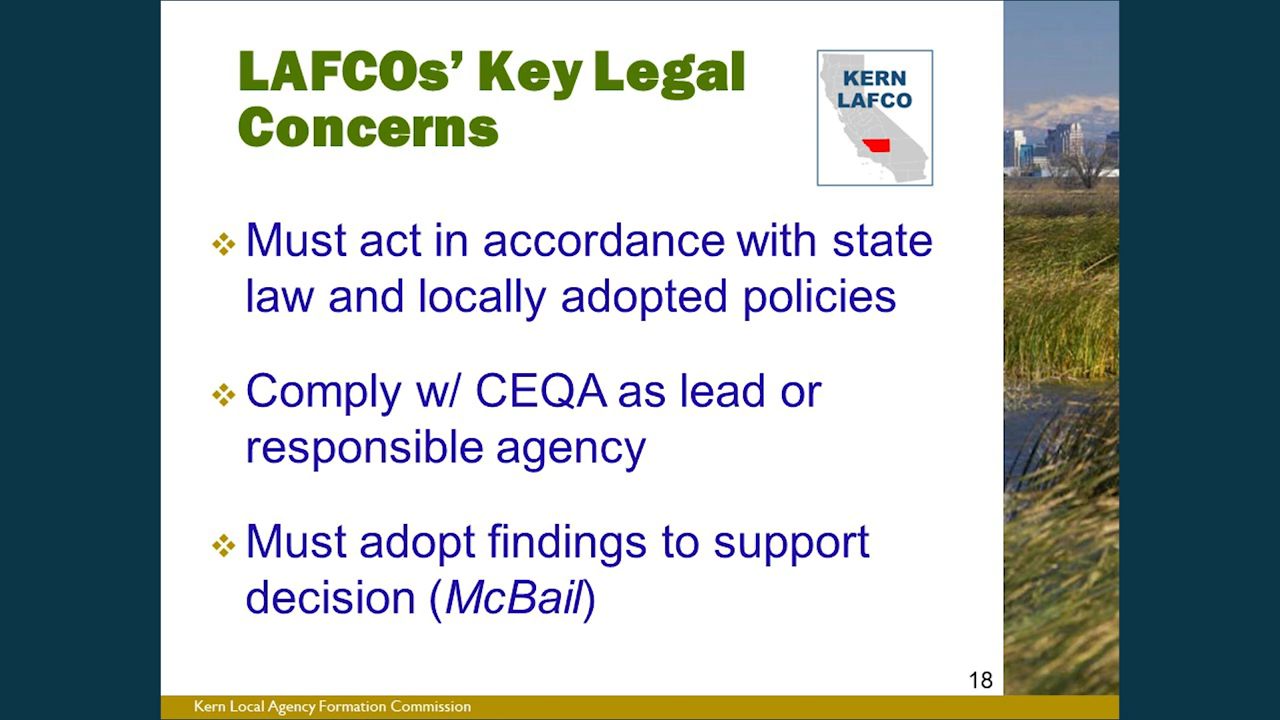 LAFCOs’ Key Legal
Concerns
KERN
LAFCO
❖ Must act in accordance with state
law and locally adopted policies
❖ Comply w/ CEQA as lead or
responsible agency
❖ Must adopt findings to support
decision (McBail)
18
Kern Local Agency Formation Commission